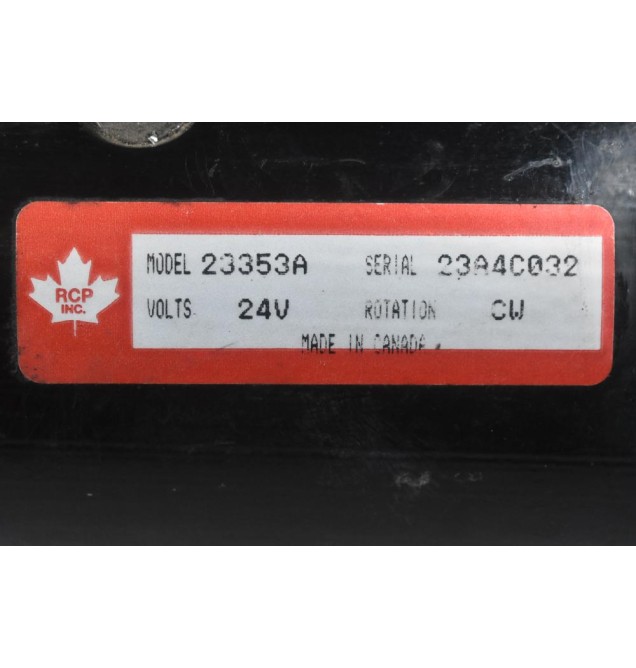 RCP
INC.
MODEL 23353A SERIAL 23A4C032
VOLTS 24V ROTATION CW
MADE IN CANADA